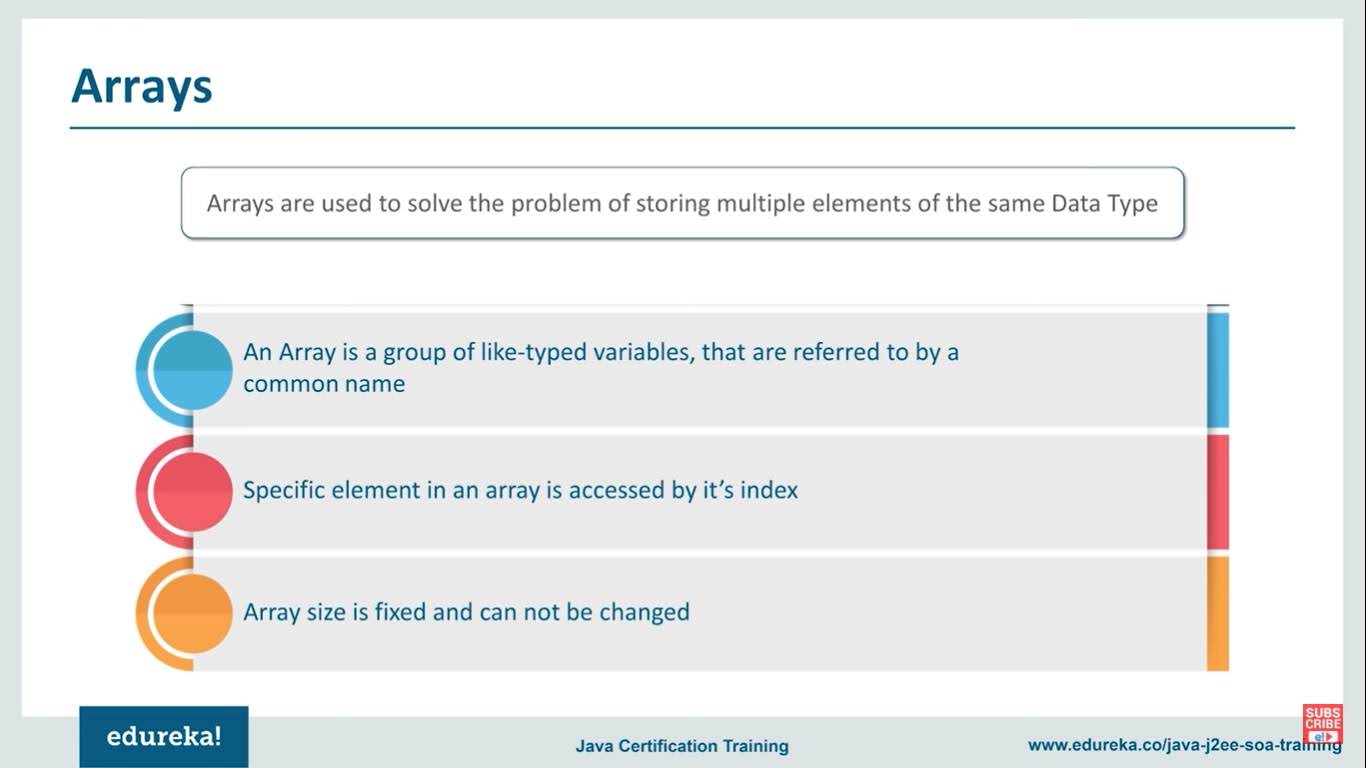 Arrays
Arrays are used to solve the problem of storing multiple elements of the same Data Type
An Array is a group of like-typed variables, that are referred to by a
common name
Specific element in an array is accessed by it’s index
Array size is fixed and can not be changed
edureka!
Java Certification Training
www.edureka.co/java-j2ee-soa-training
SUBS
CRIBE
e!